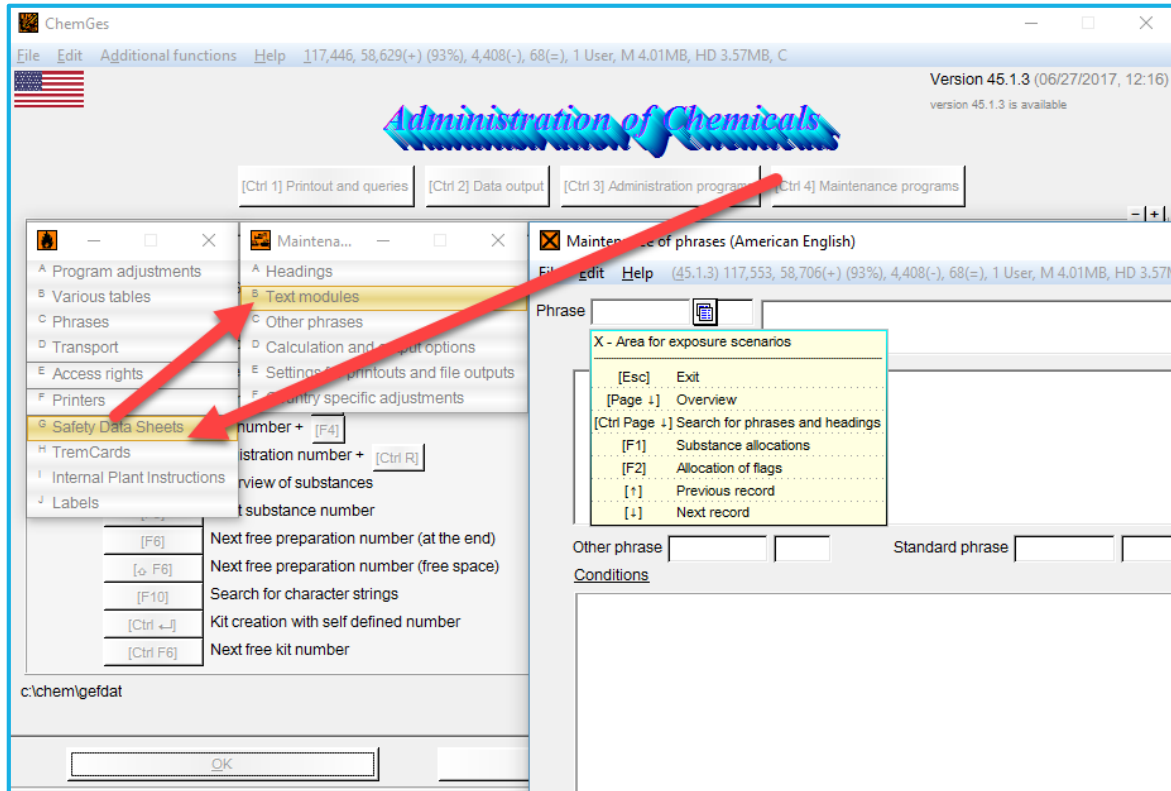 ChemGes
File Edit Additional functions Help 117,446, 58,629(+) (93%), 4,408(-), 68(=), 1 User, M 4.01MB, HD 3.57MB, C
Version 45.1.3 (06/27/2017, 12:16)
version 45.1.3 is available
Administration of Chemicals
[Ctrl 1] Printout and queries
[Ctrl 2] Data output
[Ctrl 3] Administration programs
[Ctrl 4] Maintenance programs
A Program adjustments
B Various tables
C Phrases
D Transport
E Access rights
F Printers
G Safety Data Sheets
H TremCards
I Internal Plant Instructions
J Labels
Maintena...
A Headings
B Text modules
C Other phrases
D Calculation and output options
E Settings for printouts and file outputs
F Country specific adjustments
number + [F4]
istration number + [Ctrl R]
rview of substances
t substance number
[F6] Next free preparation number (at the end)
[⇧ F6] Next free preparation number (free space)
[F10] Search for character strings
[Ctrl ↵] Kit creation with self defined number
[Ctrl F6] Next free kit number
c:\chem\gefdat
OK
Maintenance of phrases (American English)
File Edit Help (45.1.3) 117,553, 58,706(+) (93%), 4,408(-), 68(=), 1 User, M 4.01MB, HD 3.57M
Phrase
X - Area for exposure scenarios
[Esc] Exit
[Page ↓] Overview
[Ctrl Page ↓] Search for phrases and headings
[F1] Substance allocations
[F2] Allocation of flags
[↑] Previous record
[↓] Next record
Other phrase
Standard phrase
Conditions